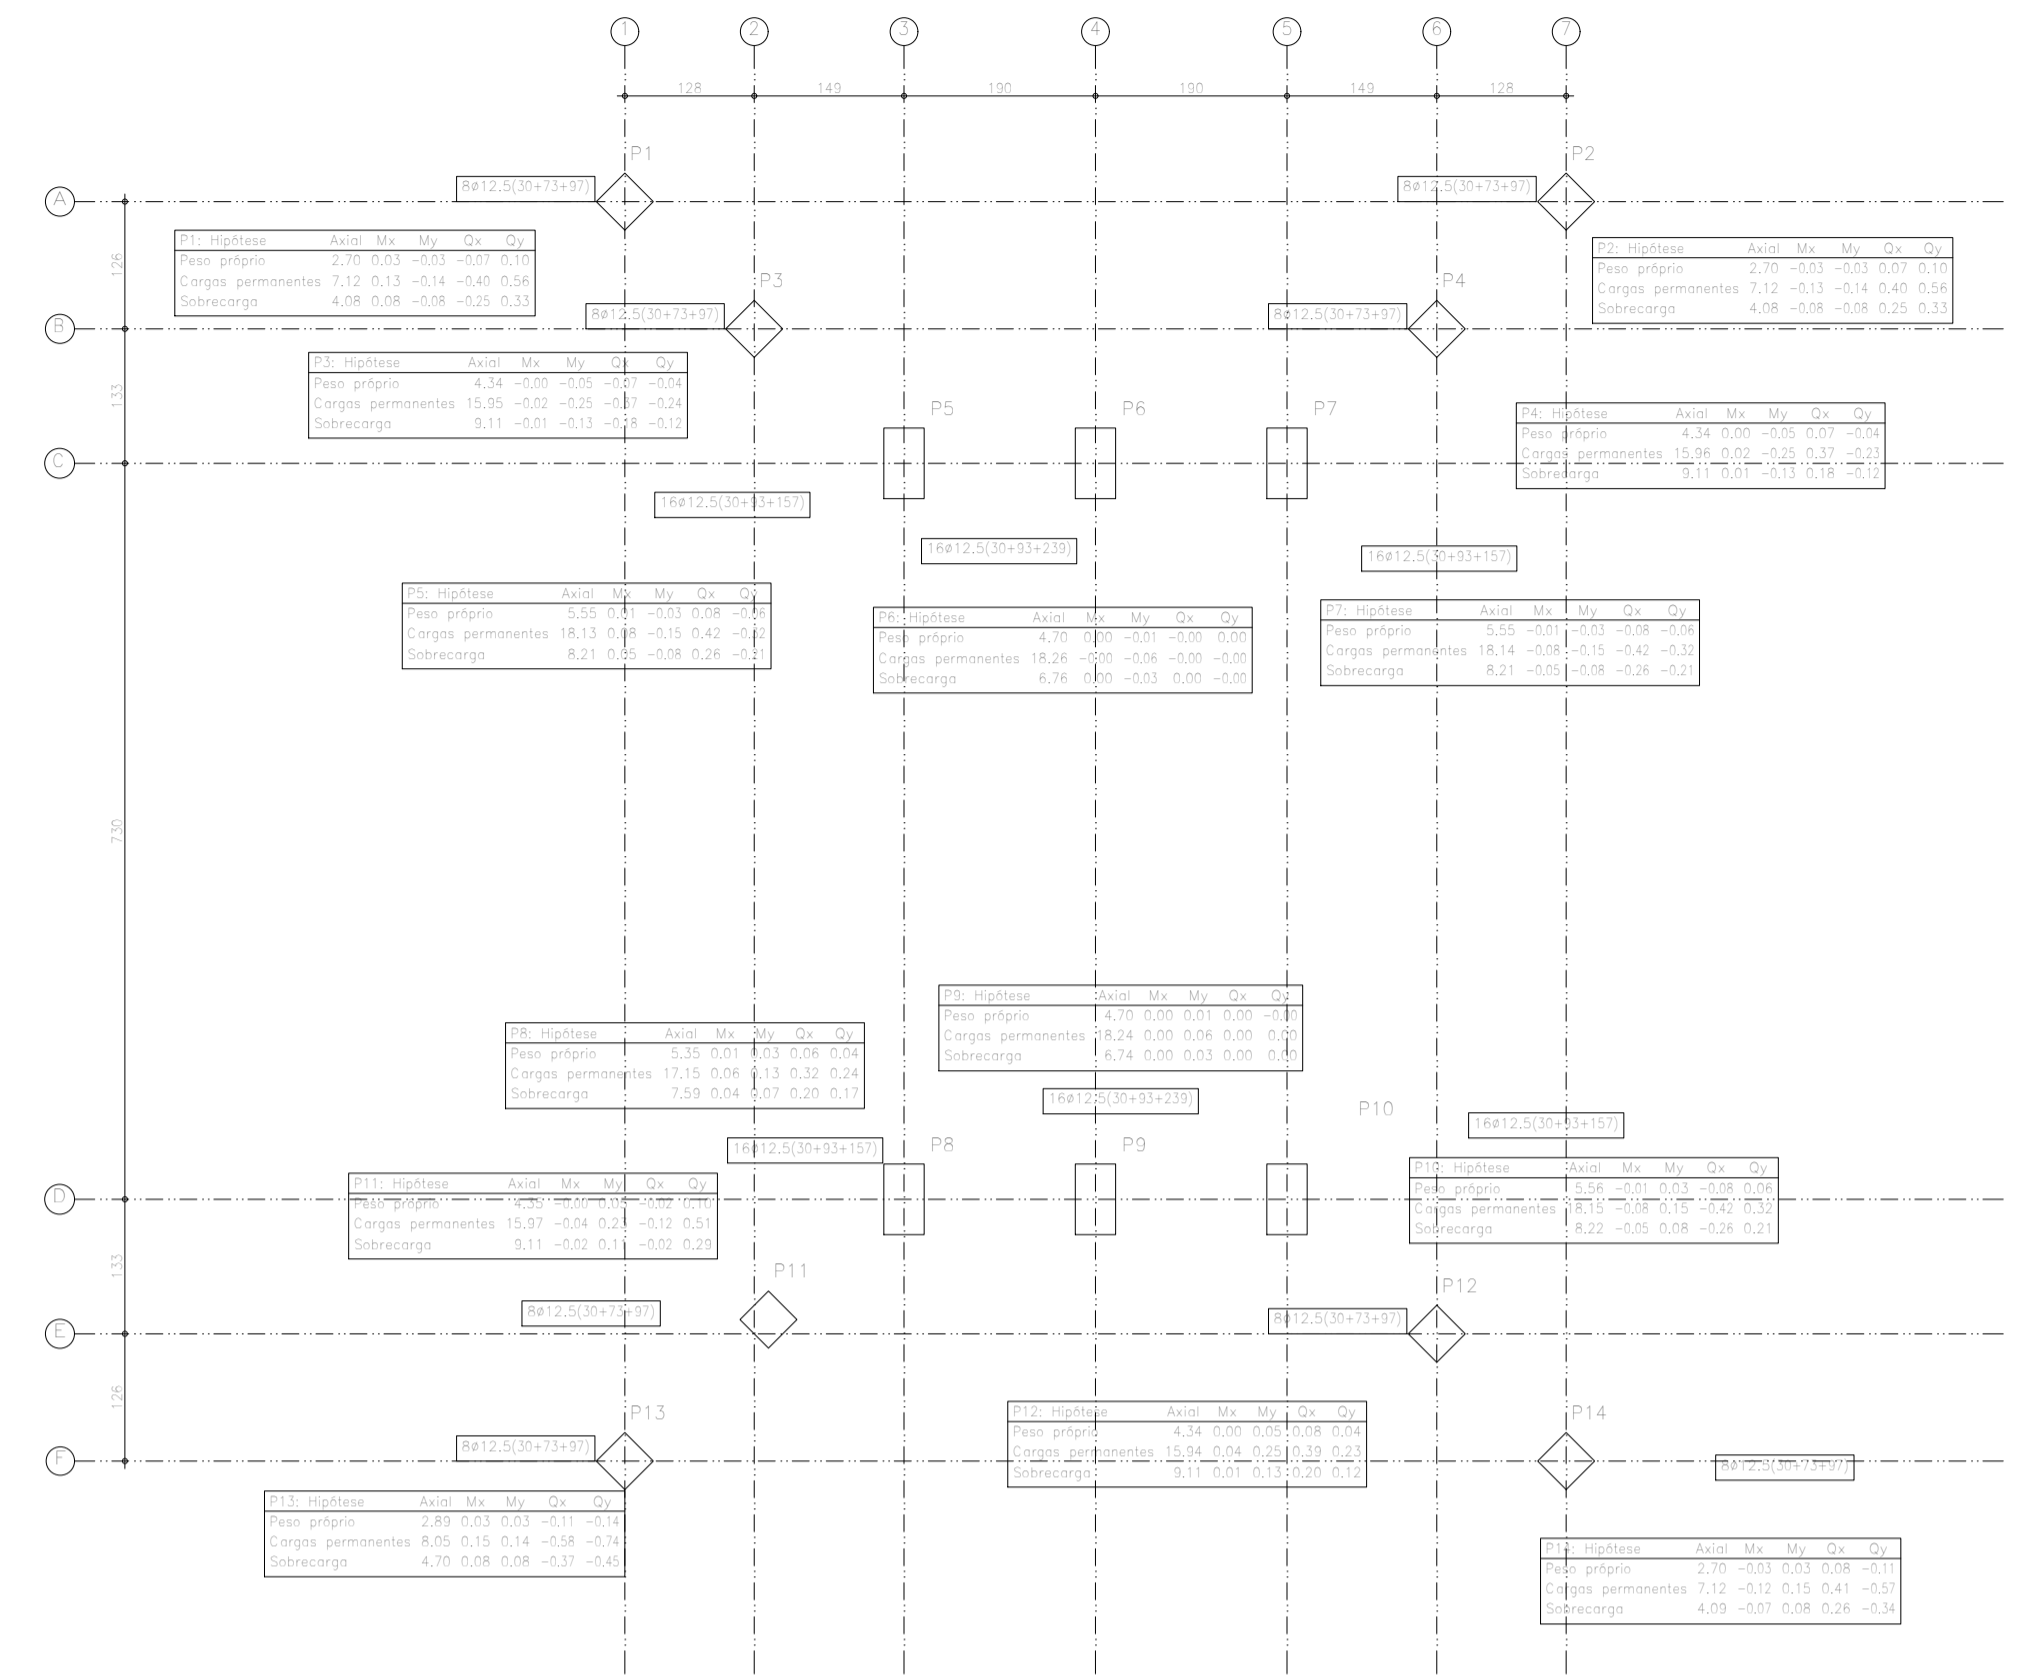 1 2 3 4 5 6 7
128 149 190 190 149 128
P1
P2
8ø12.5(30+73+97)
8ø12.5(30+73+97)
A
P1: Hipótese Axial Mx My Qx Qy
Peso próprio 2.70 0.03 -0.03 -0.07 0.10
Cargas permanentes 7.12 0.13 -0.14 -0.40 0.56
Sobrecarga 4.08 0.08 -0.08 -0.25 0.33
P2: Hipótese Axial Mx My Qx Qy
Peso próprio 2.70 -0.03 -0.03 0.07 0.10
Cargas permanentes 7.12 -0.13 -0.14 0.40 0.56
Sobrecarga 4.08 -0.08 -0.08 0.25 0.33
126
P3
P4
8ø12.5(30+73+97)
8ø12.5(30+73+97)
B
P3: Hipótese Axial Mx My Qx Qy
Peso próprio 4.34 -0.00 -0.05 -0.07 -0.04
Cargas permanentes 15.95 -0.02 -0.25 -0.37 -0.24
Sobrecarga 9.11 -0.01 -0.13 -0.18 -0.12
133
P5
P6
P7
P4: Hipótese Axial Mx My Qx Qy
Peso próprio 4.34 0.00 -0.05 0.07 -0.04
Cargas permanentes 15.96 0.02 -0.25 0.37 -0.23
Sobrecarga 9.11 0.01 -0.13 0.18 -0.12
C
16ø12.5(30+93+157)
16ø12.5(30+93+239)
16ø12.5(30+93+157)
P5: Hipótese Axial Mx My Qx Qy
Peso próprio 5.55 0.01 -0.03 0.08 -0.06
Cargas permanentes 18.13 0.08 -0.15 0.42 -0.32
Sobrecarga 8.21 0.05 -0.08 0.26 -0.21
P6: Hipótese Axial Mx My Qx Qy
Peso próprio 4.70 0.00 -0.01 -0.00 0.00
Cargas permanentes 18.26 -0.00 -0.06 -0.00 -0.00
Sobrecarga 6.76 0.00 -0.03 0.00 -0.00
P7: Hipótese Axial Mx My Qx Qy
Peso próprio 5.55 -0.01 -0.03 -0.08 -0.06
Cargas permanentes 18.14 -0.08 -0.15 -0.42 -0.32
Sobrecarga 8.21 -0.05 -0.08 -0.26 -0.21
730
P9: Hipótese Axial Mx My Qx Qy
Peso próprio 4.70 0.00 0.01 0.00 -0.00
Cargas permanentes 18.24 0.00 0.06 0.00 0.00
Sobrecarga 6.74 0.00 0.03 0.00 0.00
P8: Hipótese Axial Mx My Qx Qy
Peso próprio 5.35 0.01 0.03 0.06 0.04
Cargas permanentes 17.15 0.06 0.13 0.32 0.24
Sobrecarga 7.59 0.04 0.07 0.20 0.17
16ø12.5(30+93+239)
P10
16ø12.5(30+93+157)
16ø12.5(30+93+157)
P8
P9
P10: Hipótese Axial Mx My Qx Qy
Peso próprio 5.56 -0.01 0.03 -0.08 0.06
Cargas permanentes 18.15 -0.08 0.15 -0.42 0.32
Sobrecarga 8.22 -0.05 0.08 -0.26 0.21
P11: Hipótese Axial Mx My Qx Qy
Peso próprio 4.35 -0.00 0.05 -0.02 0.10
Cargas permanentes 15.97 -0.04 0.23 -0.12 0.51
Sobrecarga 9.11 -0.02 0.11 -0.02 0.29
D
133
P11
P12
8ø12.5(30+73+97)
8ø12.5(30+73+97)
E
126
P13
P14
8ø12.5(30+73+97)
P12: Hipótese Axial Mx My Qx Qy
Peso próprio 4.34 0.00 0.05 0.08 0.04
Cargas permanentes 15.94 0.04 0.25 0.39 0.23
Sobrecarga 9.11 0.01 0.13 0.20 0.12
F
8ø12.5(30+73+97)
P13: Hipótese Axial Mx My Qx Qy
Peso próprio 2.89 0.03 0.03 -0.11 -0.14
Cargas permanentes 8.05 0.15 0.14 -0.58 -0.74
Sobrecarga 4.70 0.08 0.08 -0.37 -0.45
P14: Hipótese Axial Mx My Qx Qy
Peso próprio 2.70 -0.03 0.03 0.08 -0.11
Cargas permanentes 7.12 -0.12 0.15 0.41 -0.57
Sobrecarga 4.09 -0.07 0.08 0.26 -0.34